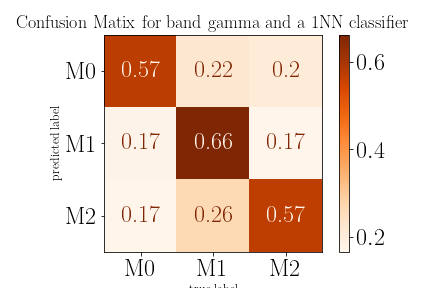 Confusion Matix for band gamma and a 1NN classifier
M0 0.57 0.22 0.2
M1 0.17 0.66 0.17
M2 0.17 0.26 0.57
M0 M1 M2
predicted label
true label
0.6
0.4
0.2